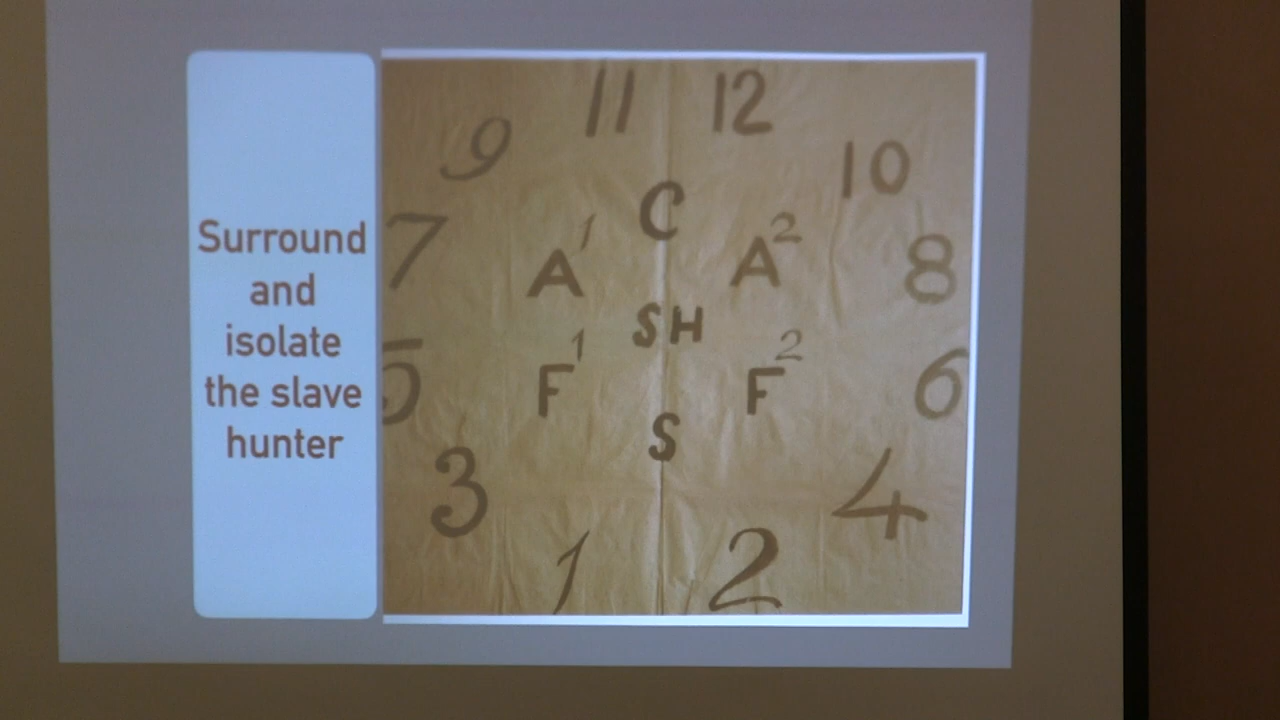 Surround
and
isolate
the slave
hunter
11 12
9 10
C
7 A¹ A² 8
SH
5 F¹ F² 6
S
3 4
1 2